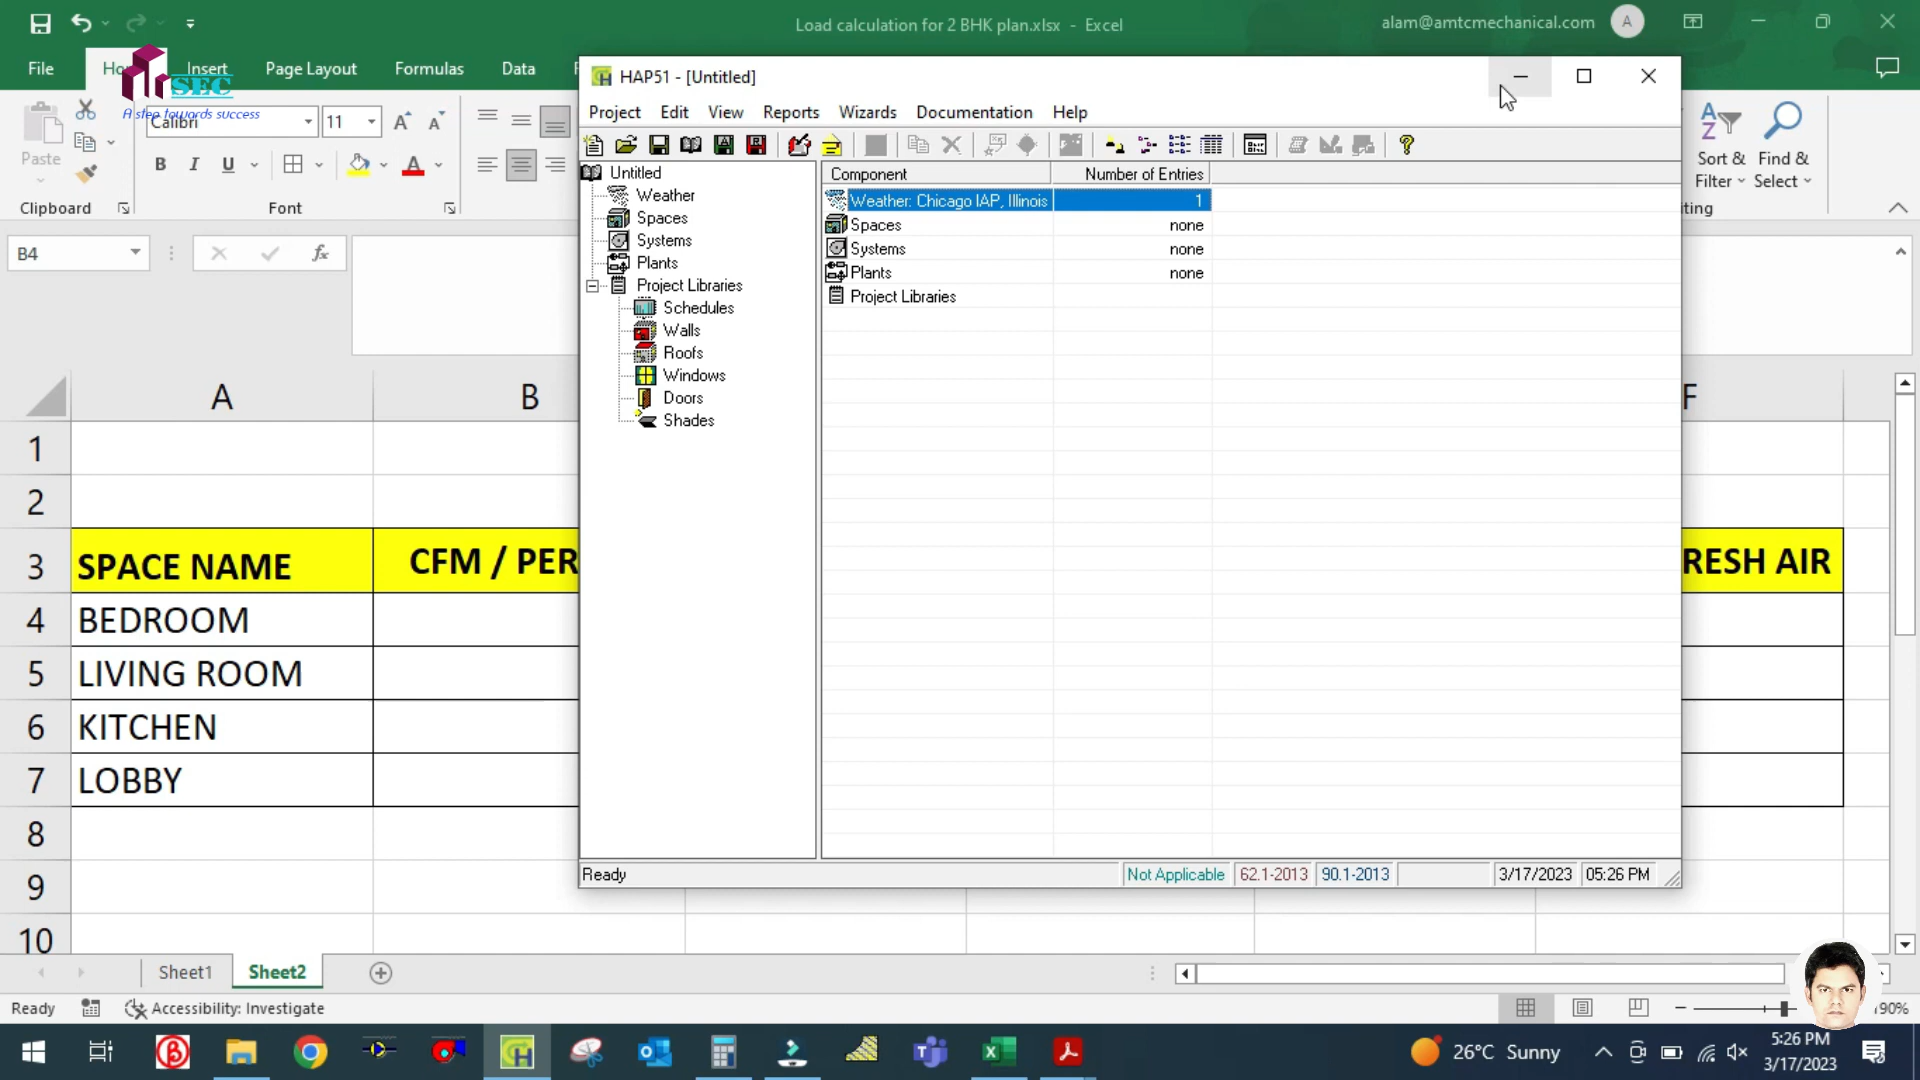 Load calculation for 2 BHK plan.xlsx - Excel
alam@amtcmechanical.com
A
File
Insert
Page Layout
Formulas
Data
SEC
A step towards success
HAP51 - [Untitled]
Project
Edit
View
Reports
Wizards
Documentation
Help
Paste
Calibri
11
B I U
Sort & Filter
Find & Select
Clipboard
Font
iting
B4
fx
Untitled
Weather
Spaces
Systems
Plants
Project Libraries
Schedules
Walls
Roofs
Windows
Doors
Shades
Component Number of Entries
Weather: Chicago IAP, Illinois 1
Spaces none
Systems none
Plants none
Project Libraries
A B F
1
2
3 SPACE NAME CFM / PER RESH AIR
4 BEDROOM
5 LIVING ROOM
6 KITCHEN
7 LOBBY
8
9
10
Ready
Not Applicable
62.1-2013
90.1-2013
3/17/2023
05:26 PM
Sheet1
Sheet2
Ready
Accessibility: Investigate
90%
26°C Sunny
5:26 PM
3/17/2023